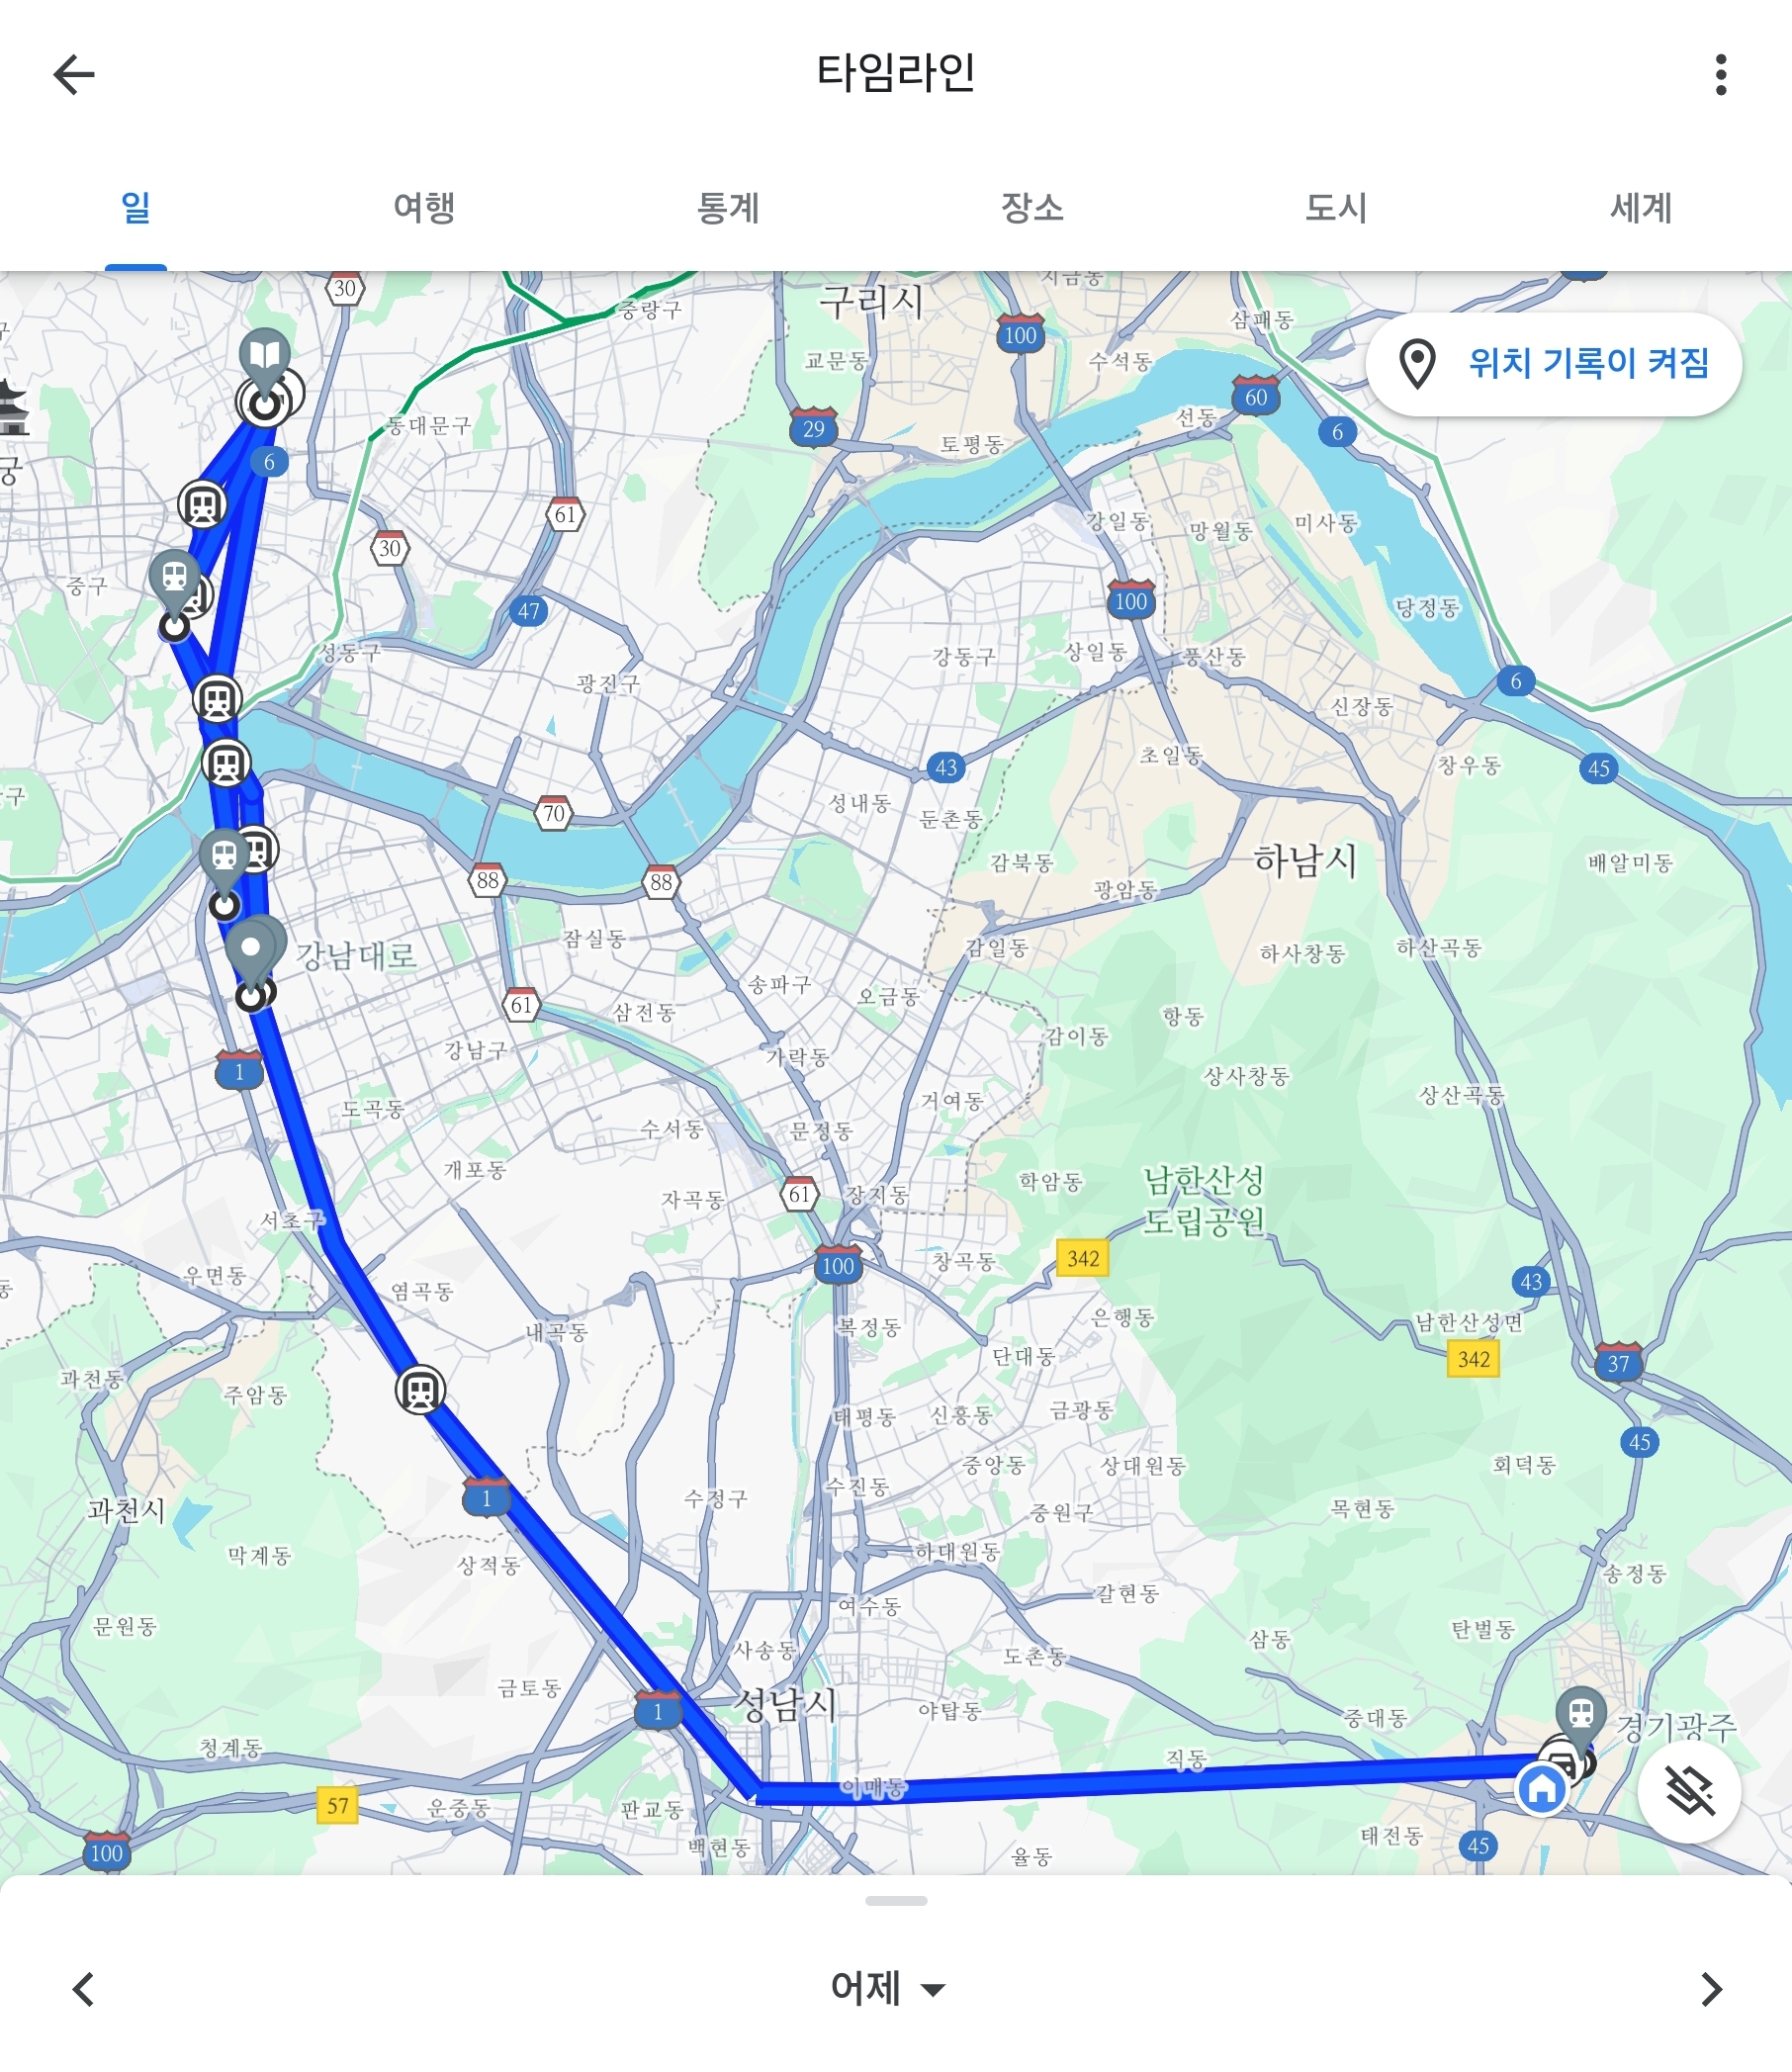 타임라인
일
여행
통계
장소
도시
세계
위치 기록이 켜짐
30
중랑구
구리시
지금동
100
교문동
수석동
삼패동
60
6
선동
29
토평동
동대문구
6
궁
61
30
강일동
망월동
미사동
중구
47
100
당정동
성동구
광진구
강동구
상일동
풍산동
6
신장동
초일동
창우동
45
43
구
70
성내동
둔촌동
88
88
감북동
광암동
하남시
배알미동
강남대로
잠실동
감일동
하사창동
하산곡동
송파구
오금동
61
삼전동
항동
감이동
강남구
가락동
1
상사창동
상산곡동
도곡동
거여동
수서동
문정동
개포동
자곡동
61
장지동
학암동
남한산성
도립공원
서초구
342
창곡동
100
우면동
염곡동
43
동
내곡동
복정동
은행동
남한산성면
단대동
342
37
과천동
주암동
태평동
신흥동
금광동
45
중앙동
상대원동
회덕동
1
수정구
수진동
중원구
목현동
과천시
막계동
상적동
하대원동
송정동
갈현동
문원동
여수동
사송동
도촌동
삼동
탄벌동
금토동
1
성남시
야탑동
중대동
경기광주
청계동
직동
이매동
57
운중동
판교동
100
백현동
율동
태전동
45
어제